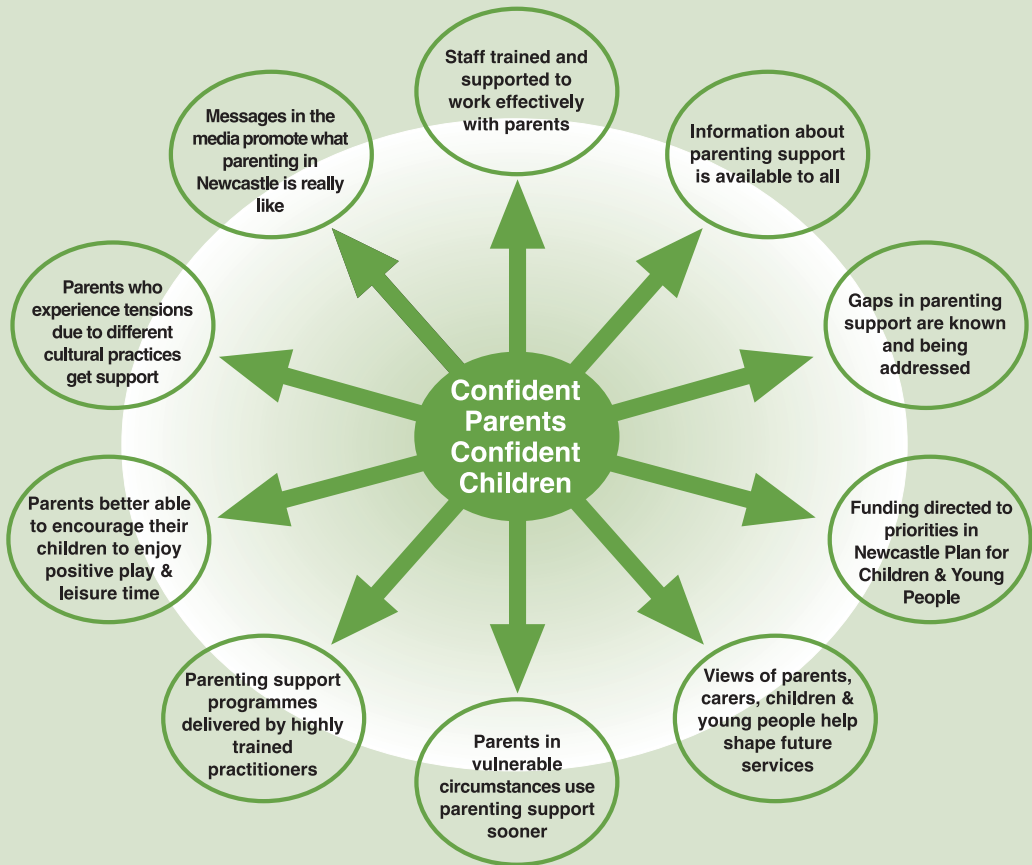 Staff trained and
supported to
work effectively
with parents
Information about
parenting support
is available to all
Gaps in parenting
support are known
and being
addressed
Funding directed to
priorities in
Newcastle Plan for
Children & Young
People
Views of parents,
carers, children &
young people help
shape future
services
Parents in
vulnerable
circumstances use
parenting support
sooner
Parenting support
programmes
delivered by highly
trained
practitioners
Parents better able
to encourage their
children to enjoy
positive play &
leisure time
Parents who
experience tensions
due to different
cultural practices
get support
Messages in the
media promote what
parenting in
Newcastle is really
like
Confident
Parents
Confident
Children